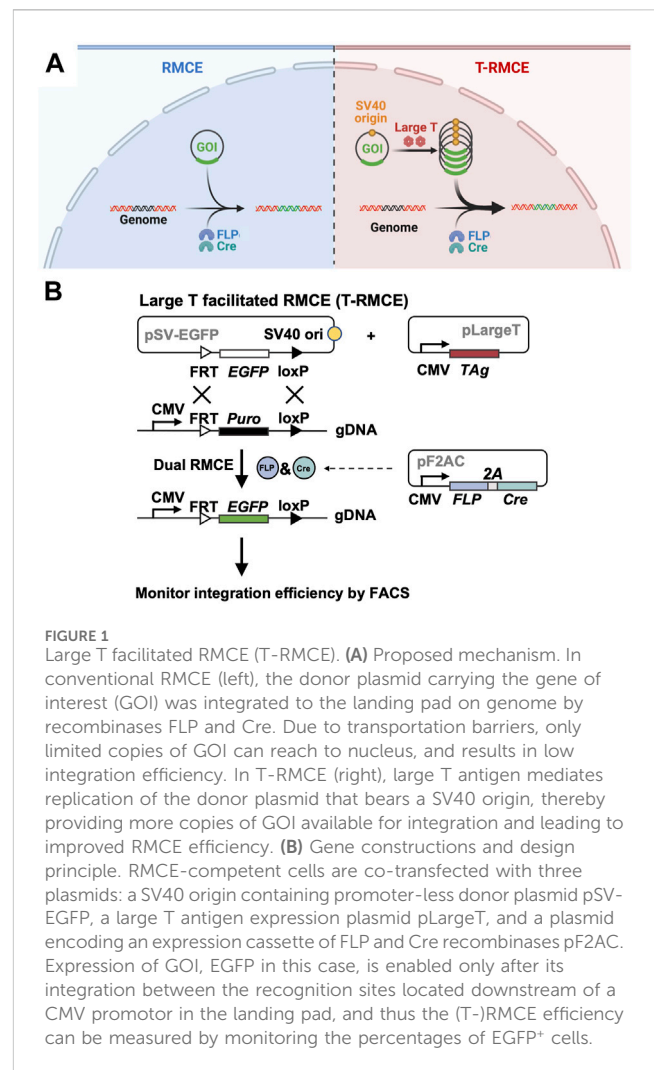 A
RMCE
T-RMCE
SV40
origin
Large T
GOI
GOI
Genome
FLP
Cre
Genome
FLP
Cre
B
Large T facilitated RMCE (T-RMCE)
pSV-EGFP
SV40 ori
+
pLargeT
FRT EGFP loxP
CMV TAg
CMV
FRT Puro loxP
gDNA
Dual RMCE
FLP & Cre
pF2AC
2A
CMV FLP Cre
CMV
FRT EGFP loxP
gDNA
Monitor integration efficiency by FACS
FIGURE 1
Large T facilitated RMCE (T-RMCE). (A) Proposed mechanism. In
conventional RMCE (left), the donor plasmid carrying the gene of
interest (GOI) was integrated to the landing pad on genome by
recombinases FLP and Cre. Due to transportation barriers, only
limited copies of GOI can reach to nucleus, and results in low
integration efficiency. In T-RMCE (right), large T antigen mediates
replication of the donor plasmid that bears a SV40 origin, thereby
providing more copies of GOI available for integration and leading to
improved RMCE efficiency. (B) Gene constructions and design
principle. RMCE-competent cells are co-transfected with three
plasmids: a SV40 origin containing promoter-less donor plasmid pSV-
EGFP, a large T antigen expression plasmid pLargeT, and a plasmid
encoding an expression cassette of FLP and Cre recombinases pF2AC.
Expression of GOI, EGFP in this case, is enabled only after its
integration between the recognition sites located downstream of a
CMV promotor in the landing pad, and thus the (T-)RMCE efficiency
can be measured by monitoring the percentages of EGFP⁺ cells.